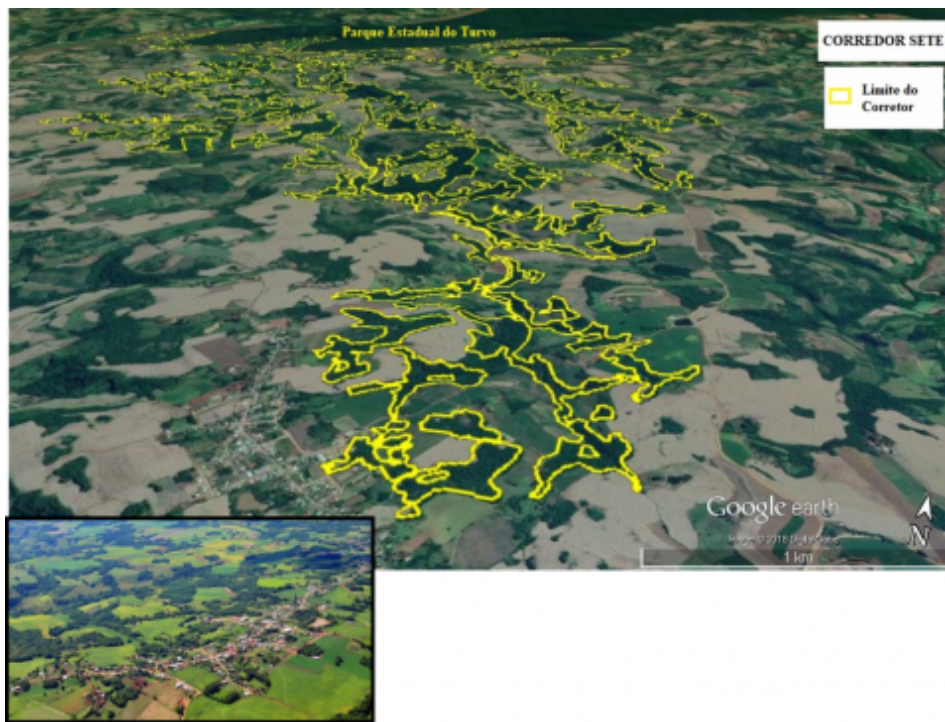 Parque Estadual do Turvo
CORREDOR SETE
Limite do
Corretor
Google earth
N
1 km